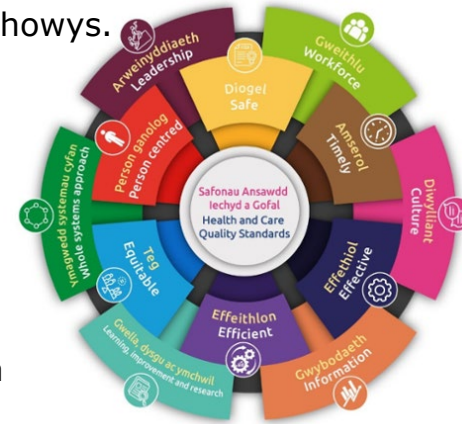 howys.
Arweinyddiaeth
Leadership
Diogel
Safe
Gweithlu
Workforce
Person ganolog
Person centred
Amserol
Timely
Ymagwedd systemau cyfan
Whole systems approach
Safonau Ansawdd
Iechyd a Gofal
Health and Care
Quality Standards
Diwylliant
Culture
Teg
Equitable
Effeithiol
Effective
Effeithlon
Efficient
Gwella, dysgu ac ymchwil
Learning, improvement and research
Gwybodaeth
Information